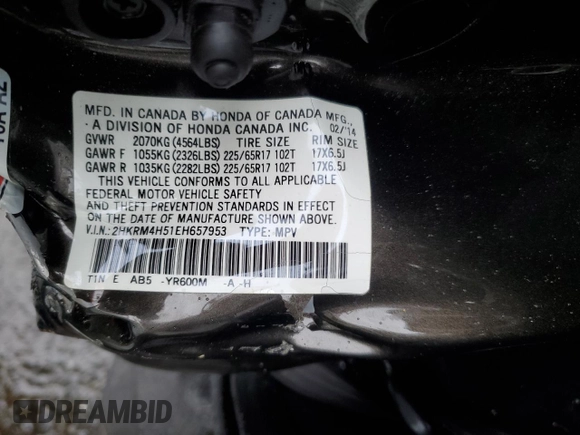 MFD. IN CANADA BY HONDA OF CANADA MFG.,
- A DIVISION OF HONDA CANADA INC. 02/'14
GVWR 2070KG (4564LBS) TIRE SIZE RIM SIZE
GAWR F 1055KG (2326LBS) 225/65R17 102T 17X6.5J
GAWR R 1035KG (2282LBS) 225/65R17 102T 17X6.5J
THIS VEHICLE CONFORMS TO ALL APPLICABLE
FEDERAL MOTOR VEHICLE SAFETY
AND THEFT PREVENTION STANDARDS IN EFFECT
ON THE DATE OF MANUFACTURE SHOWN ABOVE.
V.I.N.: 2HKRM4H51EH657953 TYPE: MPV
E AB5 -YR600M -A -H
DREAMBID